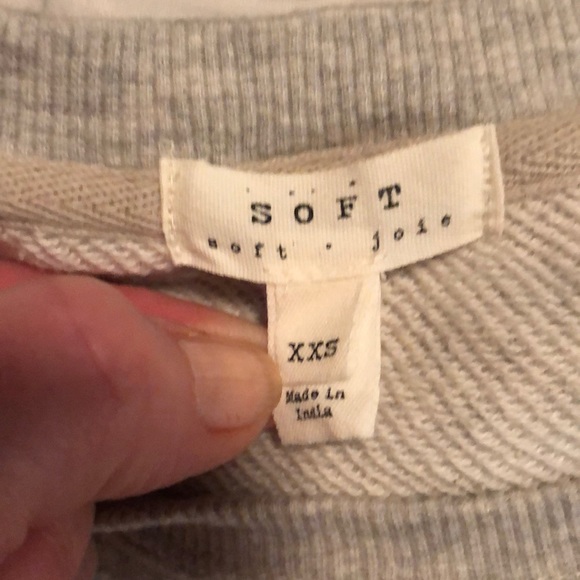 SOFT
soft · joie
XXS
Made in
India